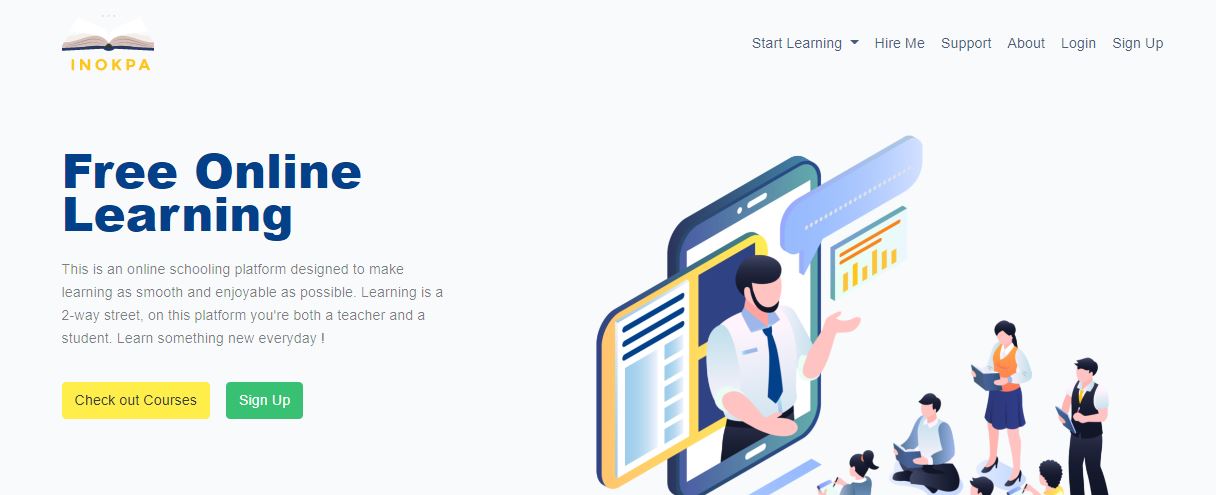 INOKPA
Start Learning Hire Me Support About Login Sign Up
Free Online
Learning
This is an online schooling platform designed to make
learning as smooth and enjoyable as possible. Learning is a
2-way street, on this platform you're both a teacher and a
student. Learn something new everyday !
Check out Courses Sign Up